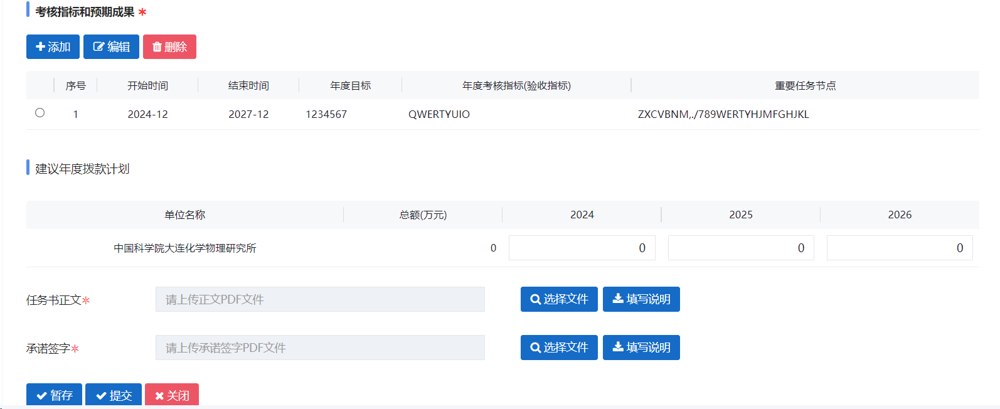 考核指标和预期成果 *
添加 编辑 删除
序号 开始时间 结束时间 年度目标 年度考核指标(验收指标) 重要任务节点
1 2024-12 2027-12 1234567 QWERTYUIO ZXCVBNM,./789WERTYHJMFGHJKL
建议年度拨款计划
单位名称 总额(万元) 2024 2025 2026
中国科学院大连化学物理研究所 0 0 0 0
任务书正文* 请上传正文PDF文件 选择文件 填写说明
承诺签字* 请上传承诺签字PDF文件 选择文件 填写说明
暂存 提交 关闭